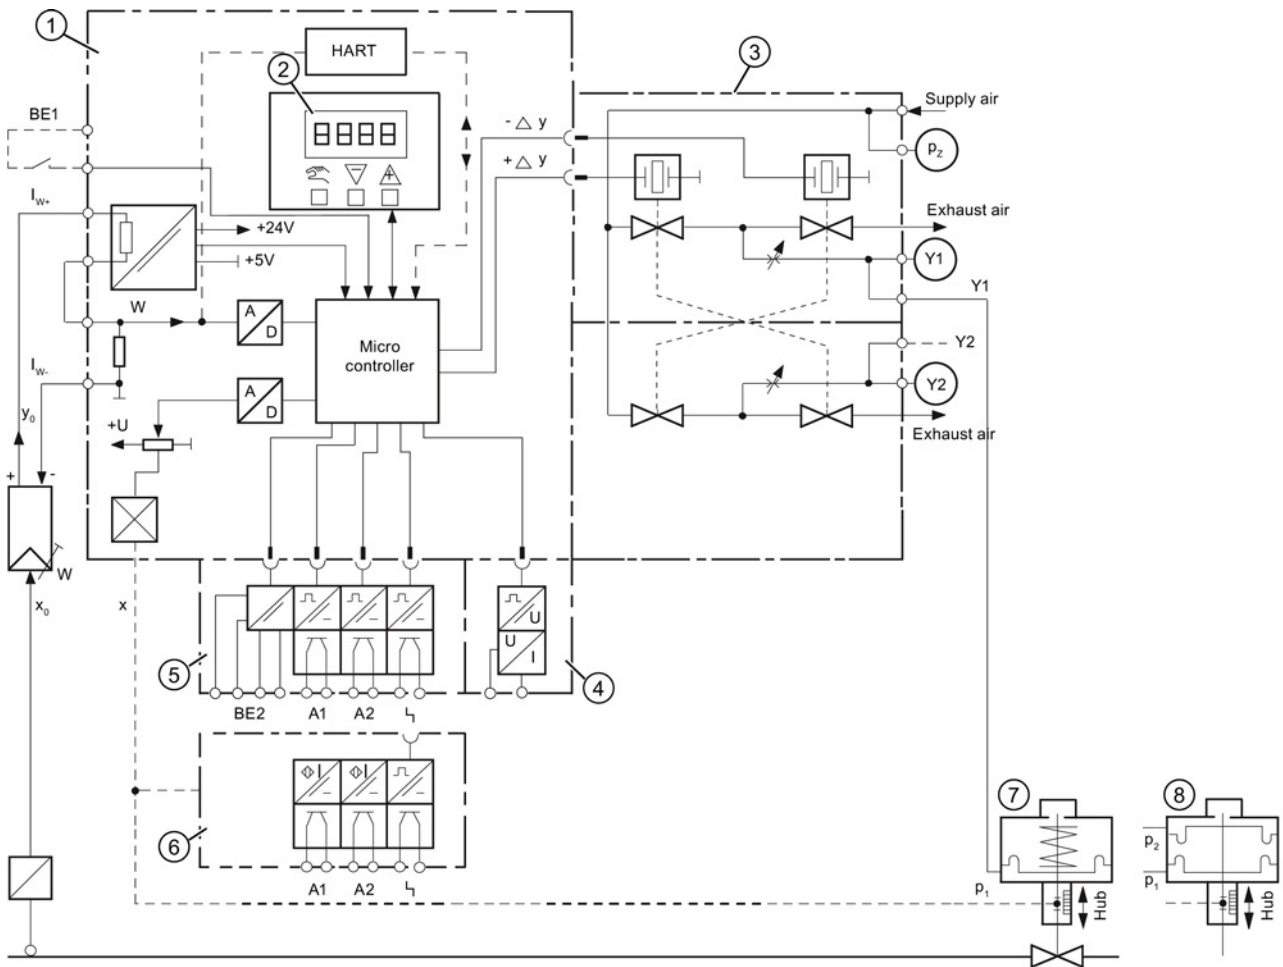 1
HART
2
3
Supply air
BE1
- △ y
pZ
+ △ y
IW+
Exhaust air
+24V
Y1
+5V
Y1
W
A
D
Micro
controller
Y2
IW-
A
D
Y2
y0
+U
Exhaust air
+
-
W
x0
x
U
U
I
5
4
BE2
A1
A2
I
I
7
8
6
p2
p1
p1
A1
A2
Hub
Hub